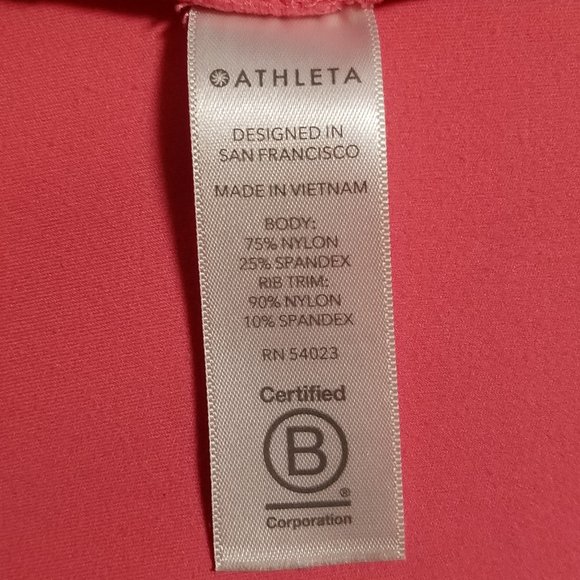 ATHLETA
DESIGNED IN
SAN FRANCISCO
MADE IN VIETNAM
BODY:
75% NYLON
25% SPANDEX
RIB TRIM:
90% NYLON
10% SPANDEX
RN 54023
Certified
B
®
Corporation